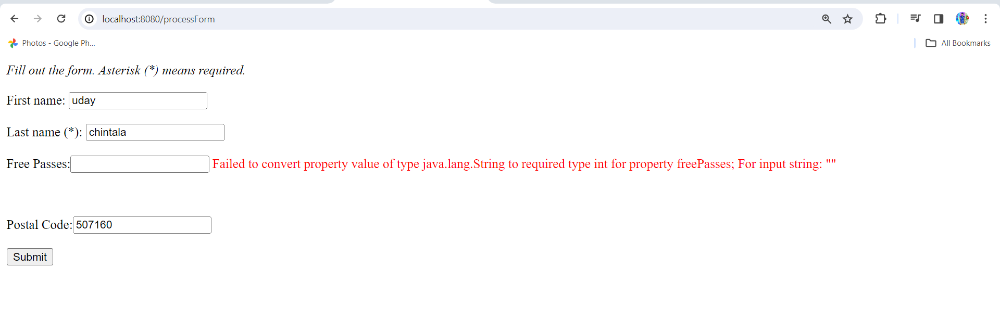 localhost:8080/processForm
Photos - Google Ph...
All Bookmarks
Fill out the form. Asterisk (*) means required.
First name: uday
Last name (*): chintala
Free Passes: Failed to convert property value of type java.lang.String to required type int for property freePasses; For input string: ""
Postal Code: 507160
Submit